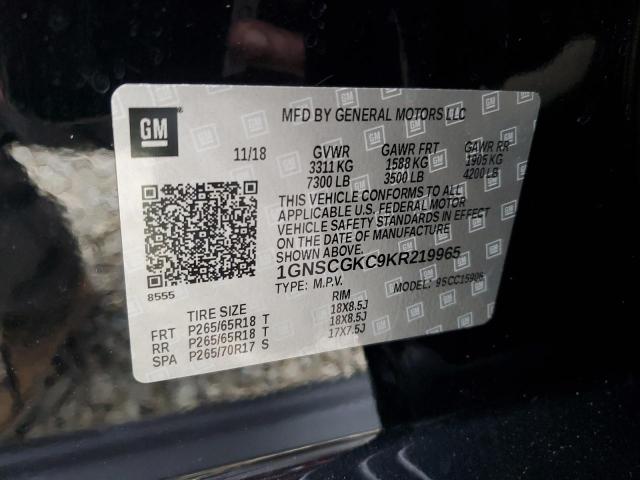 GM
MFD BY GENERAL MOTORS LLC
11/18 GVWR GAWR FRT GAWR RR
3311 KG 1588 KG 1905 KG
7300 LB 3500 LB 4200 LB
THIS VEHICLE CONFORMS TO ALL
APPLICABLE U.S. FEDERAL MOTOR
VEHICLE SAFETY STANDARDS IN EFFECT
ON THE DATE OF MANUFACTURE
SHOWN ABOVE.
1GNSCGKC9KR219965
8555
TYPE: M.P.V. MODEL: 95CC15906
TIRE SIZE RIM
FRT P265/65R18 T 18X8.5J
RR P265/65R18 T 18X8.5J
SPA P265/70R17 S 17X7.5J